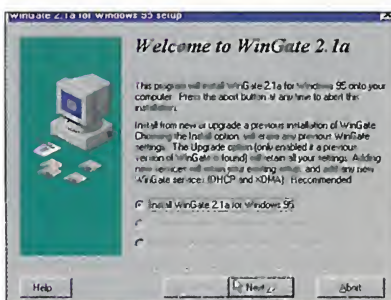 WinGate 2.1a for Windows 95 setup
Welcome to WinGate 2.1a
This program will install WinGate 2.1a for Windows 95 onto your
computer. Press the abort button at any time to abort this
installation.
Install from new or upgrade a previous installation of WinGate
Choosing the Install option, will erase any previous WinGate
settings. The Upgrade option (only enabled if a previous
version of WinGate is found) will retain all your settings. Adding
new services will retain your existing setup, and add any new
WinGate services (DHCP and XDMA). Recommended
Install WinGate 2.1a for Windows 95
Help
Next >
Abort